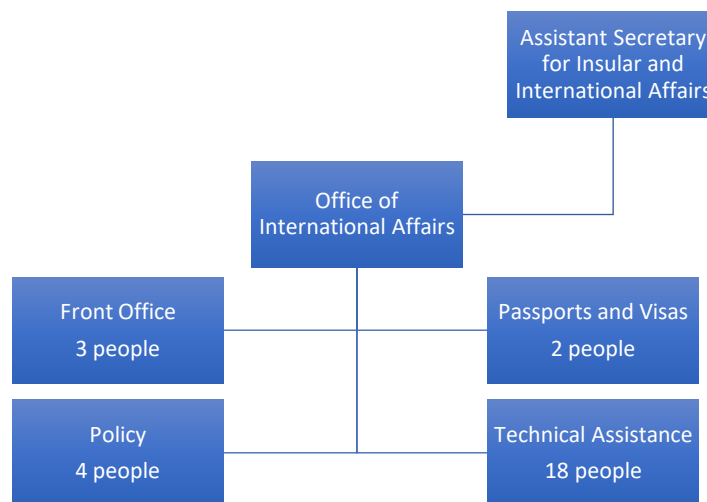 Assistant Secretary
for Insular and
International Affairs
Office of
International Affairs
Front Office
3 people
Passports and Visas
2 people
Policy
4 people
Technical Assistance
18 people